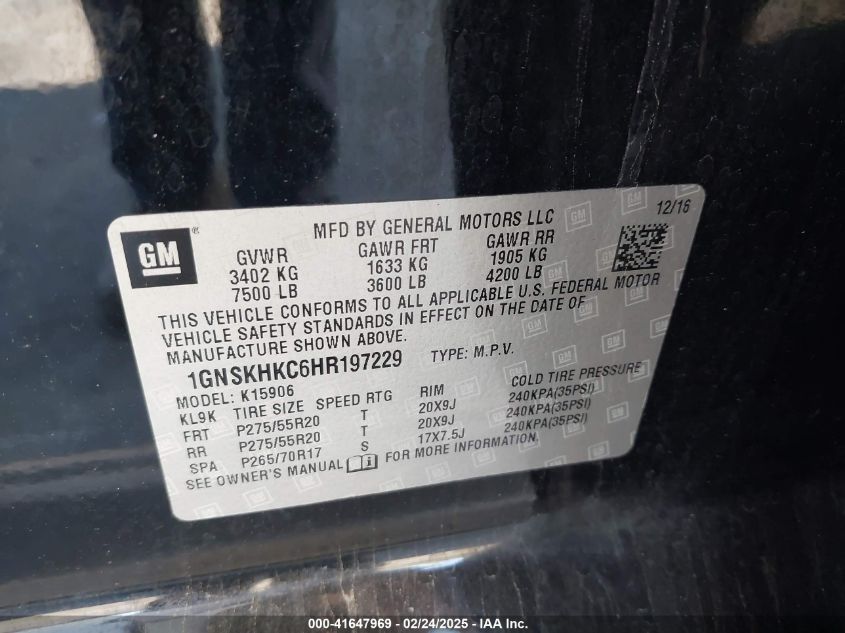 GM®
MFD BY GENERAL MOTORS LLC
12/16
GVWR GAWR FRT GAWR RR
3402 KG 1633 KG 1905 KG
7500 LB 3600 LB 4200 LB
THIS VEHICLE CONFORMS TO ALL APPLICABLE U.S. FEDERAL MOTOR
VEHICLE SAFETY STANDARDS IN EFFECT ON THE DATE OF
MANUFACTURE SHOWN ABOVE.
1GNSKHKC6HR197229 TYPE: M.P.V.
MODEL: K15906
KL9K TIRE SIZE SPEED RTG RIM COLD TIRE PRESSURE
FRT P275/55R20 T 20X9J 240KPA(35PSI)
RR P275/55R20 T 20X9J 240KPA(35PSI)
SPA P265/70R17 S 17X7.5J 240KPA(35PSI)
SEE OWNER'S MANUAL FOR MORE INFORMATION.
000-41647969 - 02/24/2025 - IAA Inc.